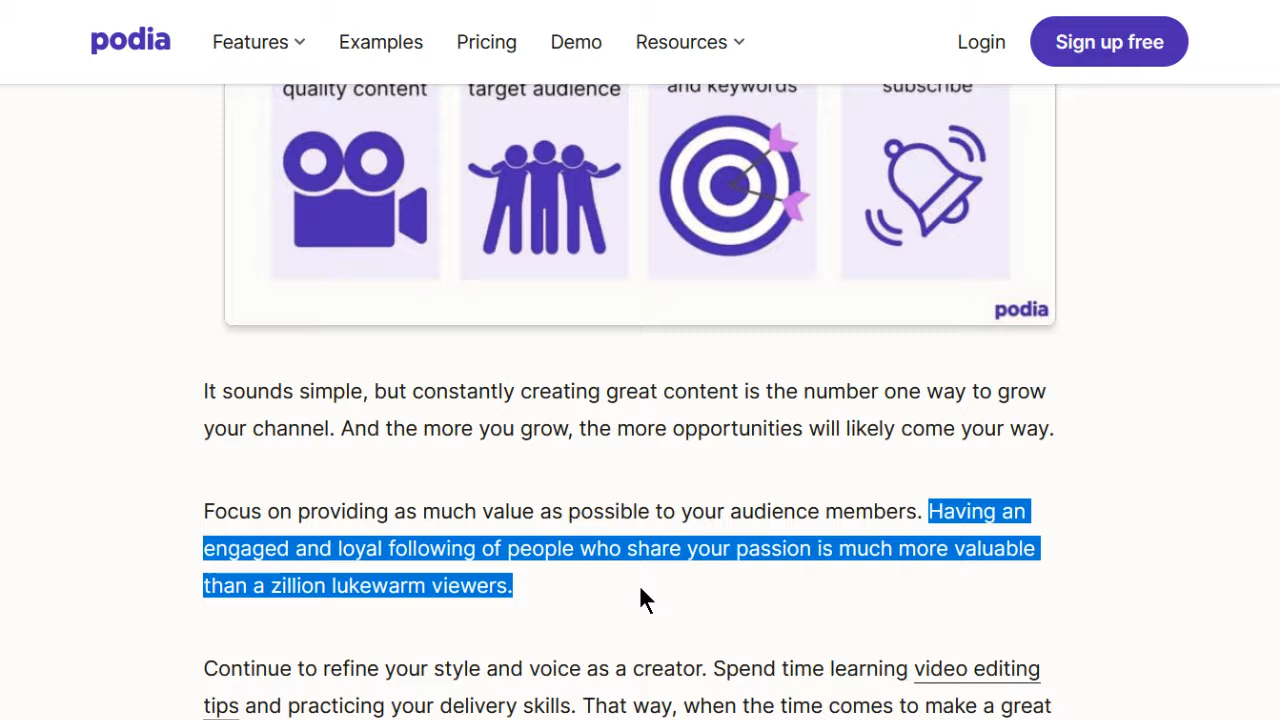 podia Features Examples Pricing Demo Resources Login Sign up free
quality content target audience and keywords subscribe
podia
It sounds simple, but constantly creating great content is the number one way to grow
your channel. And the more you grow, the more opportunities will likely come your way.
Focus on providing as much value as possible to your audience members. Having an
engaged and loyal following of people who share your passion is much more valuable
than a zillion lukewarm viewers.
Continue to refine your style and voice as a creator. Spend time learning video editing
tips and practicing your delivery skills. That way, when the time comes to make a great